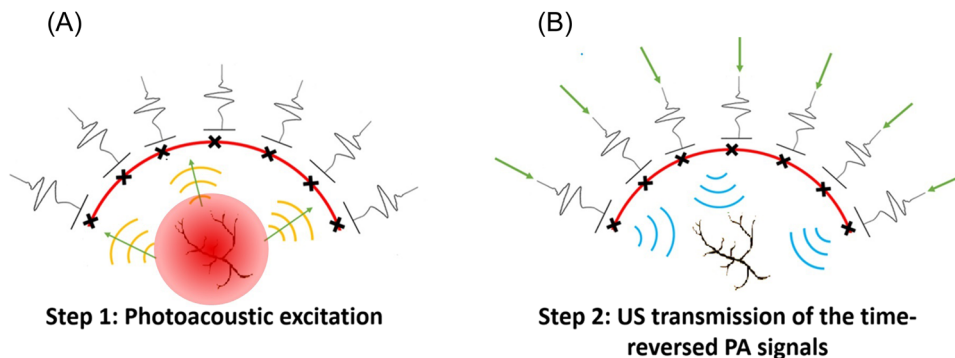 (A)
(B)
Step 1: Photoacoustic excitation
Step 2: US transmission of the time-
reversed PA signals